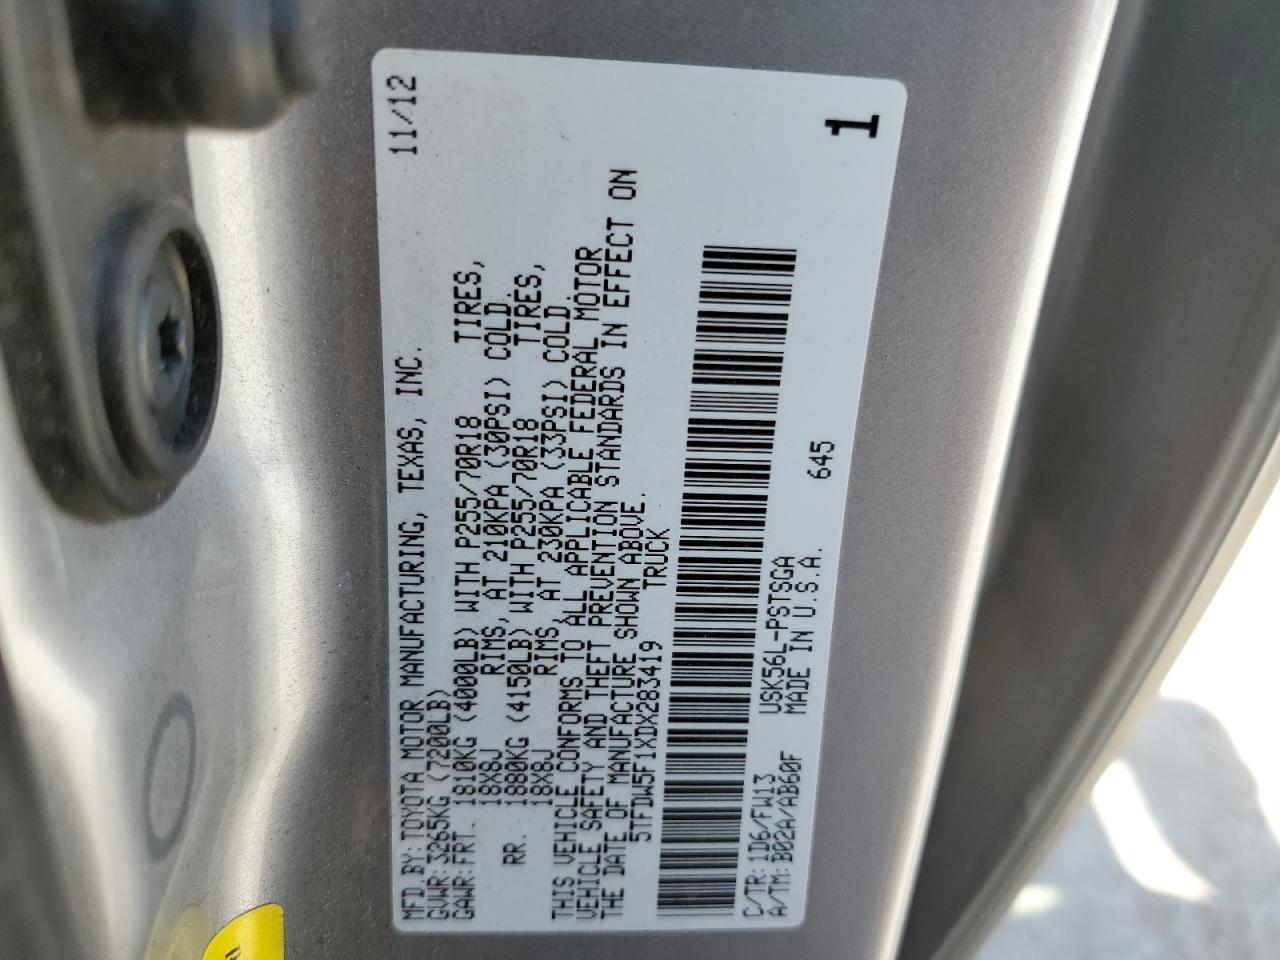 MFD.BY: TOYOTA MOTOR MANUFACTURING, TEXAS, INC. 11/12
GVWR: 3265KG (7200LB)
GAWR: FRT. 1810KG (4000LB) WITH P255/70R18 TIRES,
18X8J RIMS, AT 210KPA (30PSI) COLD.
RR. 1880KG (4150LB) WITH P255/70R18 TIRES,
18X8J RIMS, AT 230KPA (33PSI) COLD.
THIS VEHICLE CONFORMS TO ALL APPLICABLE FEDERAL MOTOR
VEHICLE SAFETY AND THEFT PREVENTION STANDARDS IN EFFECT ON
THE DATE OF MANUFACTURE SHOWN ABOVE.
5TFDW5F1XDX283419 TRUCK
C/TR: 1D6/FW13 USK56L-PSTSGA 645
A/TM: B02A/AB60F MADE IN U.S.A.
1